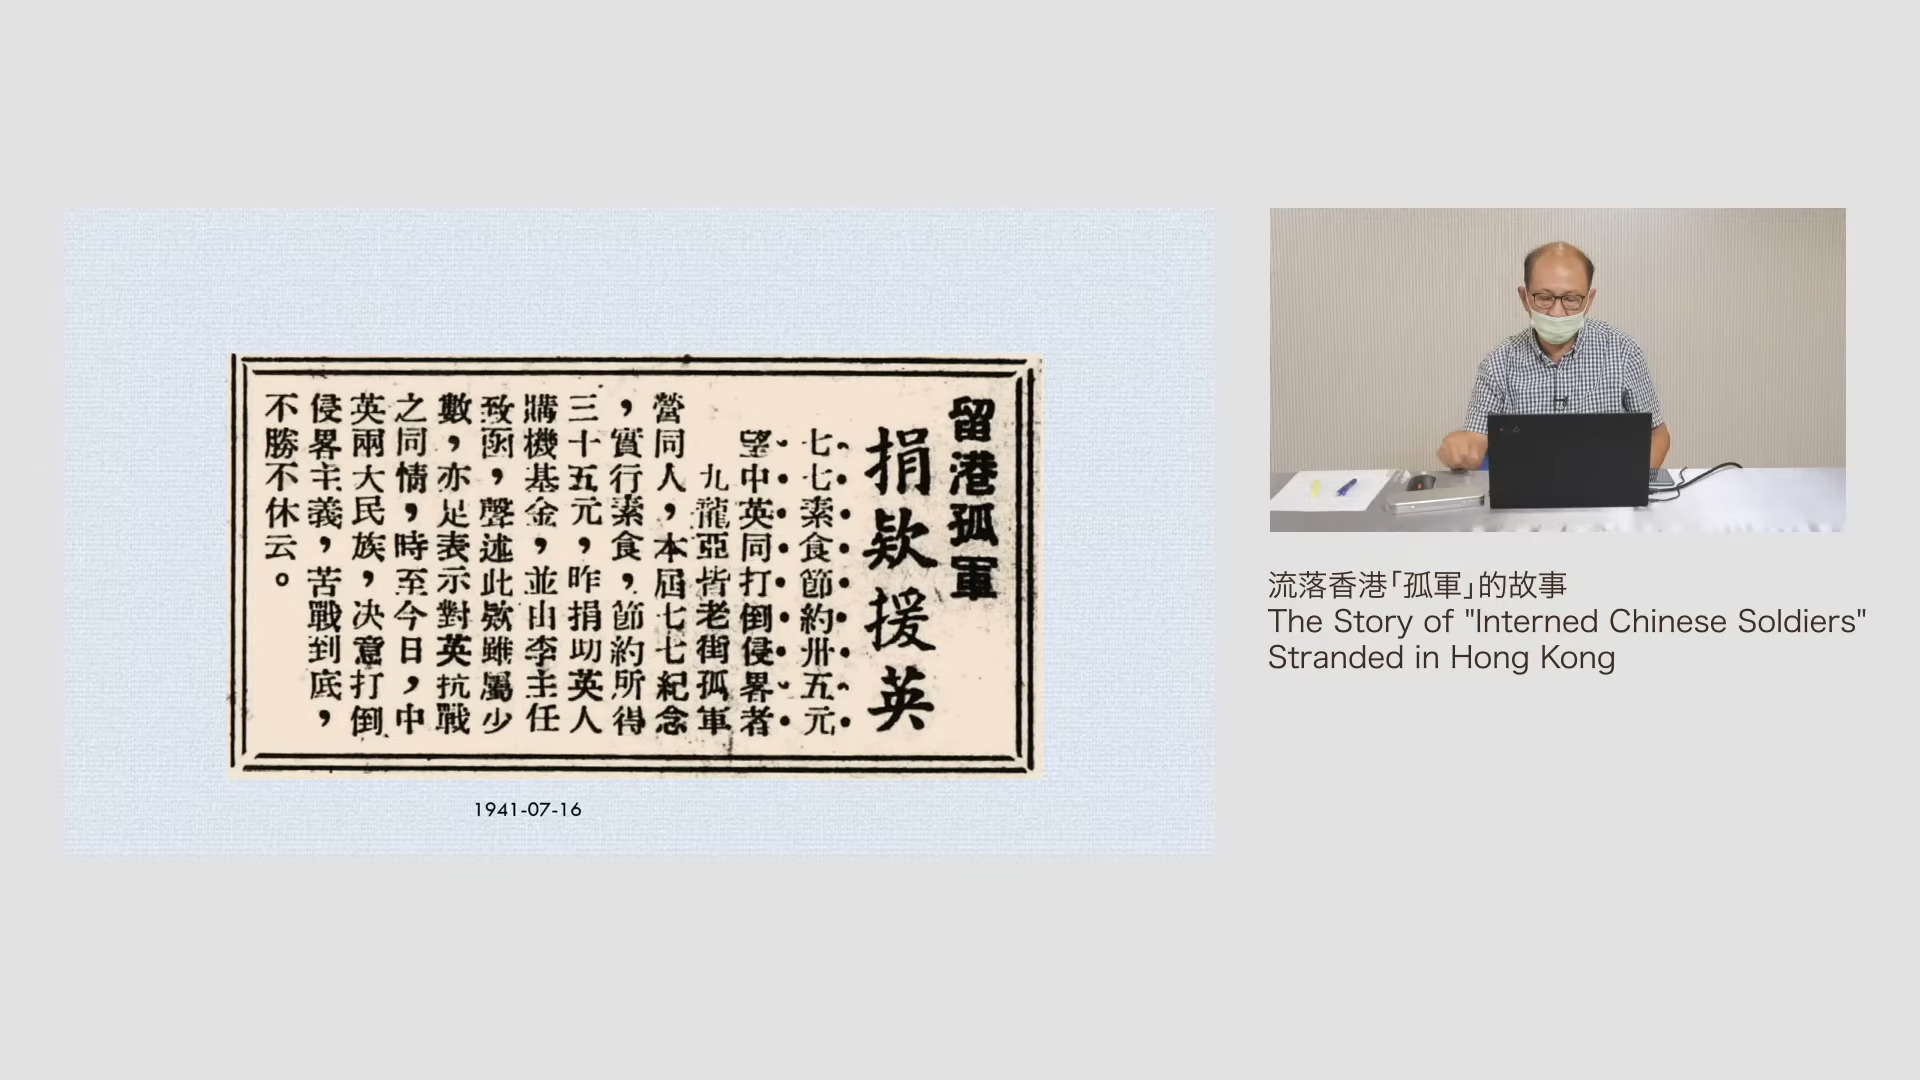 留港孤軍
捐欵援英
七七素食節約卅五元
望中英同打倒侵畧者
九龍亞皆老街孤軍
營同人，本屆七七紀念
，實行素食，節約所得
三十五元，昨捐助英人
購機基金，並由李主任
致函，聲述此欵雖屬少
數，亦足表示對英抗戰
之同情，時至今日，中
英兩大民族，决意打倒
侵畧主義，苦戰到底，
不勝不休云。
1941-07-16
流落香港「孤軍」的故事
The Story of "Interned Chinese Soldiers"
Stranded in Hong Kong